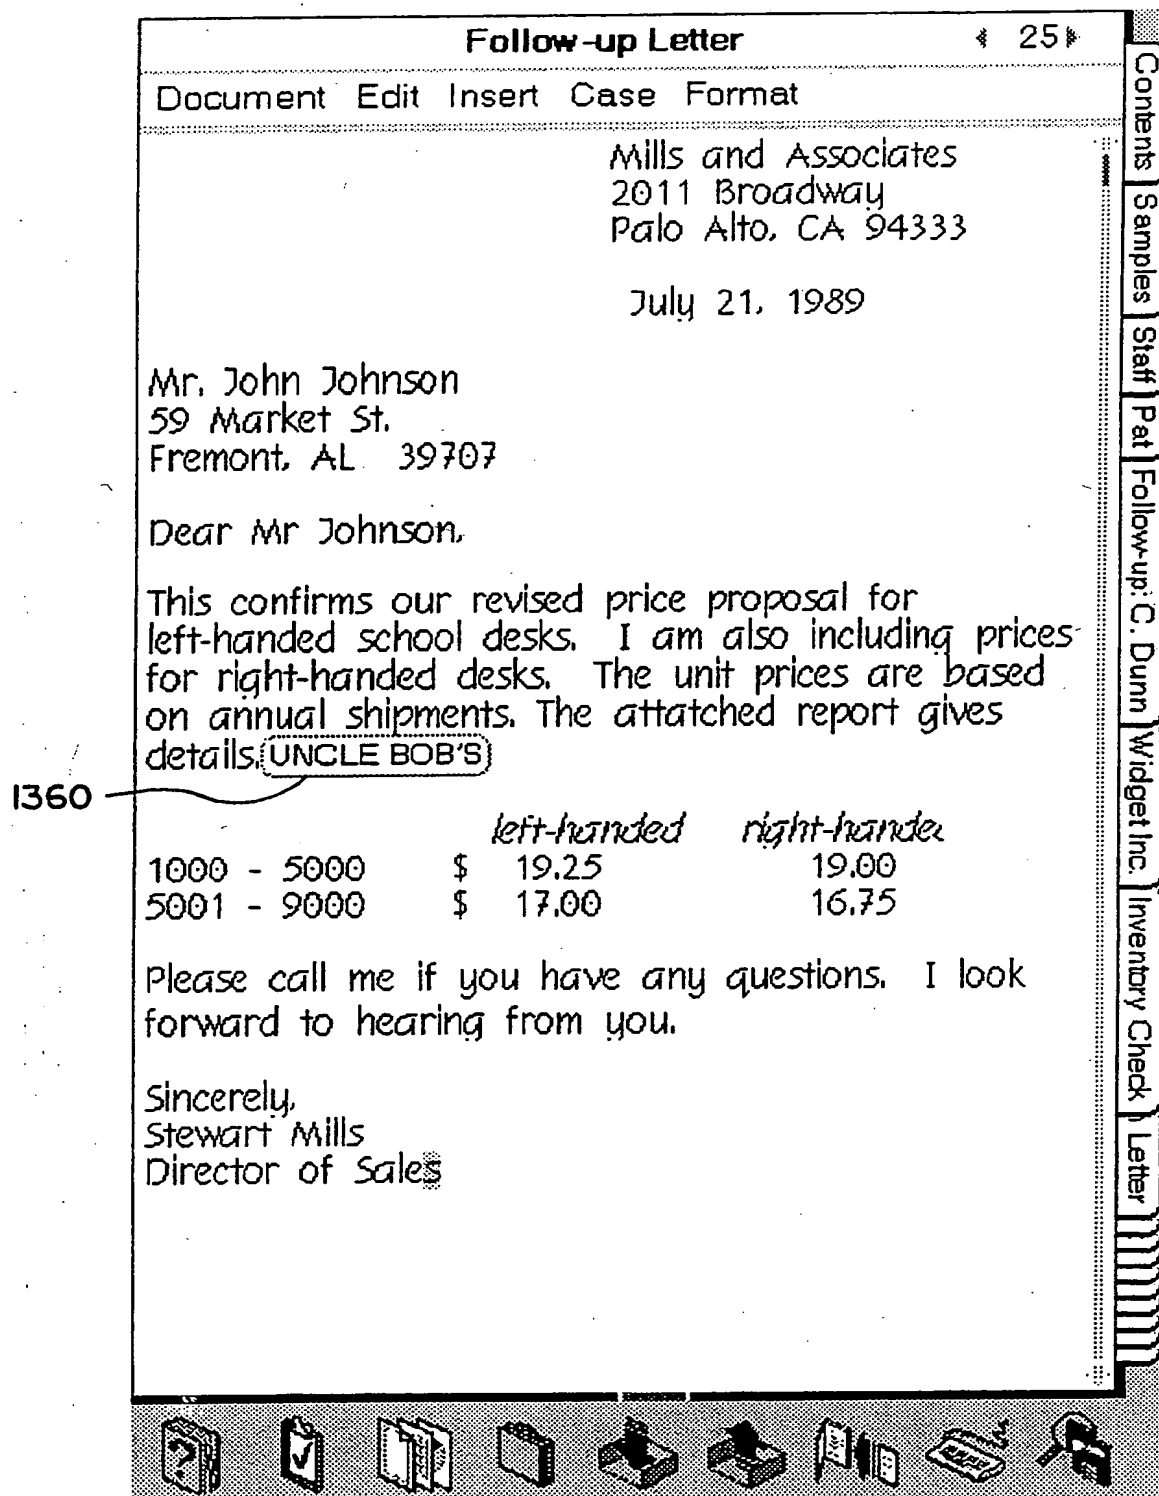 Follow-up Letter 25
Document Edit Insert Case Format
Mills and Associates
2011 Broadway
Palo Alto, CA 94333
July 21, 1989
Mr. John Johnson
59 Market St.
Fremont, AL 39707
Dear Mr Johnson,
This confirms our revised price proposal for
left-handed school desks. I am also including prices
for right-handed desks. The unit prices are based
on annual shipments. The attatched report gives
details. UNCLE BOB'S
1360
left-handed right-hande
1000 - 5000 $ 19.25 19.00
5001 - 9000 $ 17.00 16.75
Please call me if you have any questions. I look
forward to hearing from you.
Sincerely,
Stewart Mills
Director of Sales
Contents
Samples
Staff
Pat
Follow-up: C. Dunn
Widget Inc.
Inventory Check
Letter
?